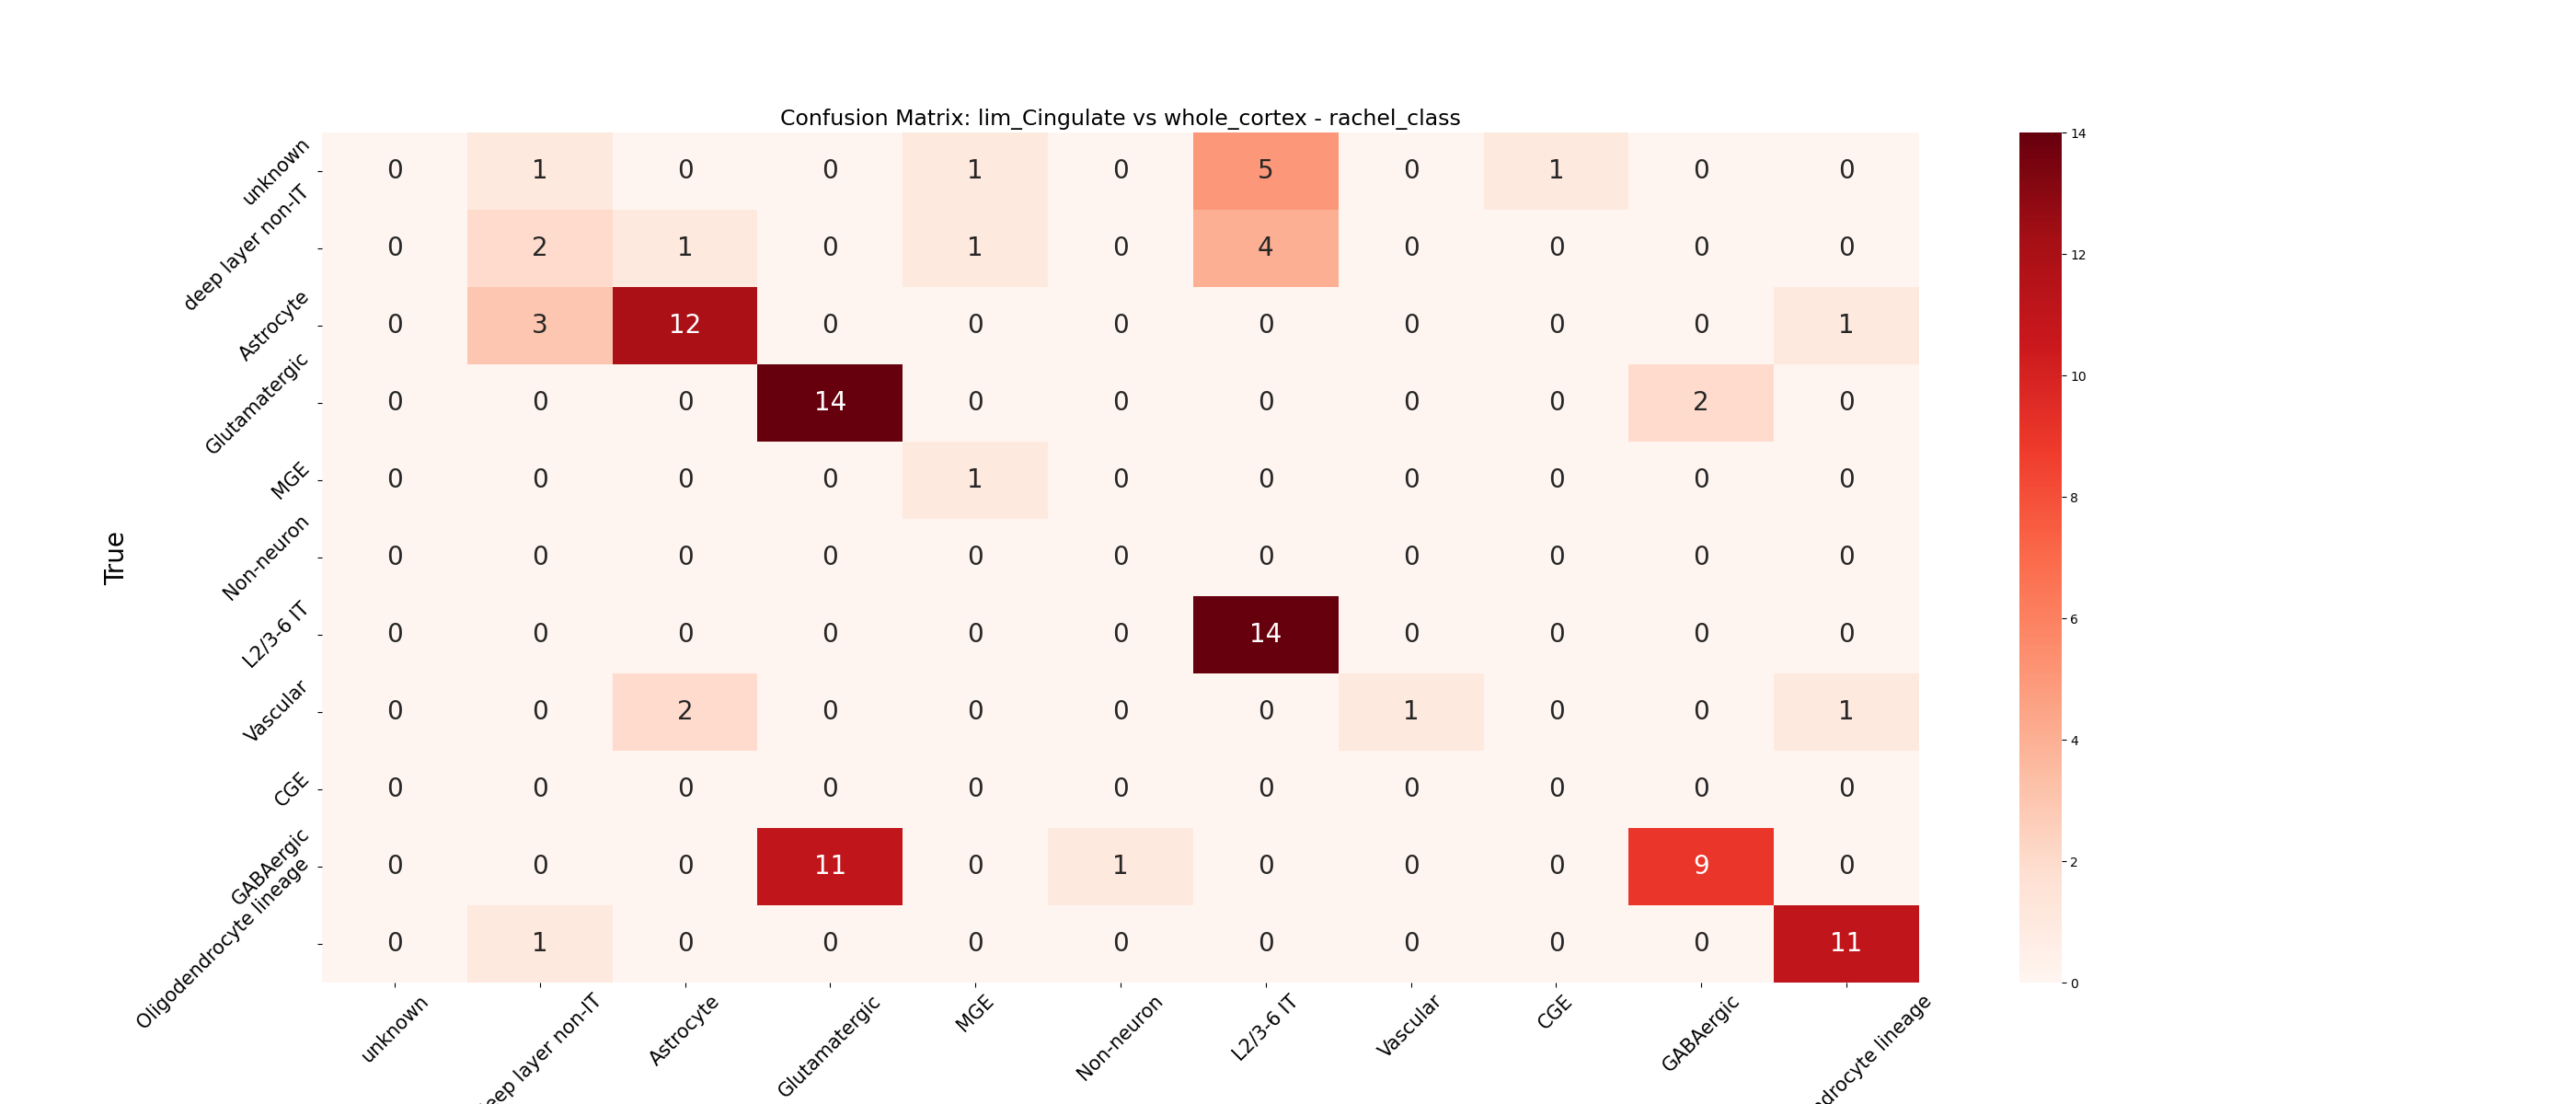 Confusion Matrix: lim_Cingulate vs whole_cortex - rachel_class
True
unknown 0 1 0 0 1 0 5 0 1 0 0
deep layer non-IT 0 2 1 0 1 0 4 0 0 0 0
Astrocyte 0 3 12 0 0 0 0 0 0 0 1
Glutamatergic 0 0 0 14 0 0 0 0 0 2 0
MGE 0 0 0 0 1 0 0 0 0 0 0
Non-neuron 0 0 0 0 0 0 0 0 0 0 0
L2/3-6 IT 0 0 0 0 0 0 14 0 0 0 0
Vascular 0 0 2 0 0 0 0 1 0 0 1
CGE 0 0 0 0 0 0 0 0 0 0 0
GABAergic 0 0 0 11 0 1 0 0 0 9 0
Oligodendrocyte lineage 0 1 0 0 0 0 0 0 0 0 11
unknown
eep layer non-IT
Astrocyte
Glutamatergic
MGE
Non-neuron
L2/3-6 IT
Vascular
CGE
GABAergic
ndrocyte lineage
14
12
10
8
6
4
2
0